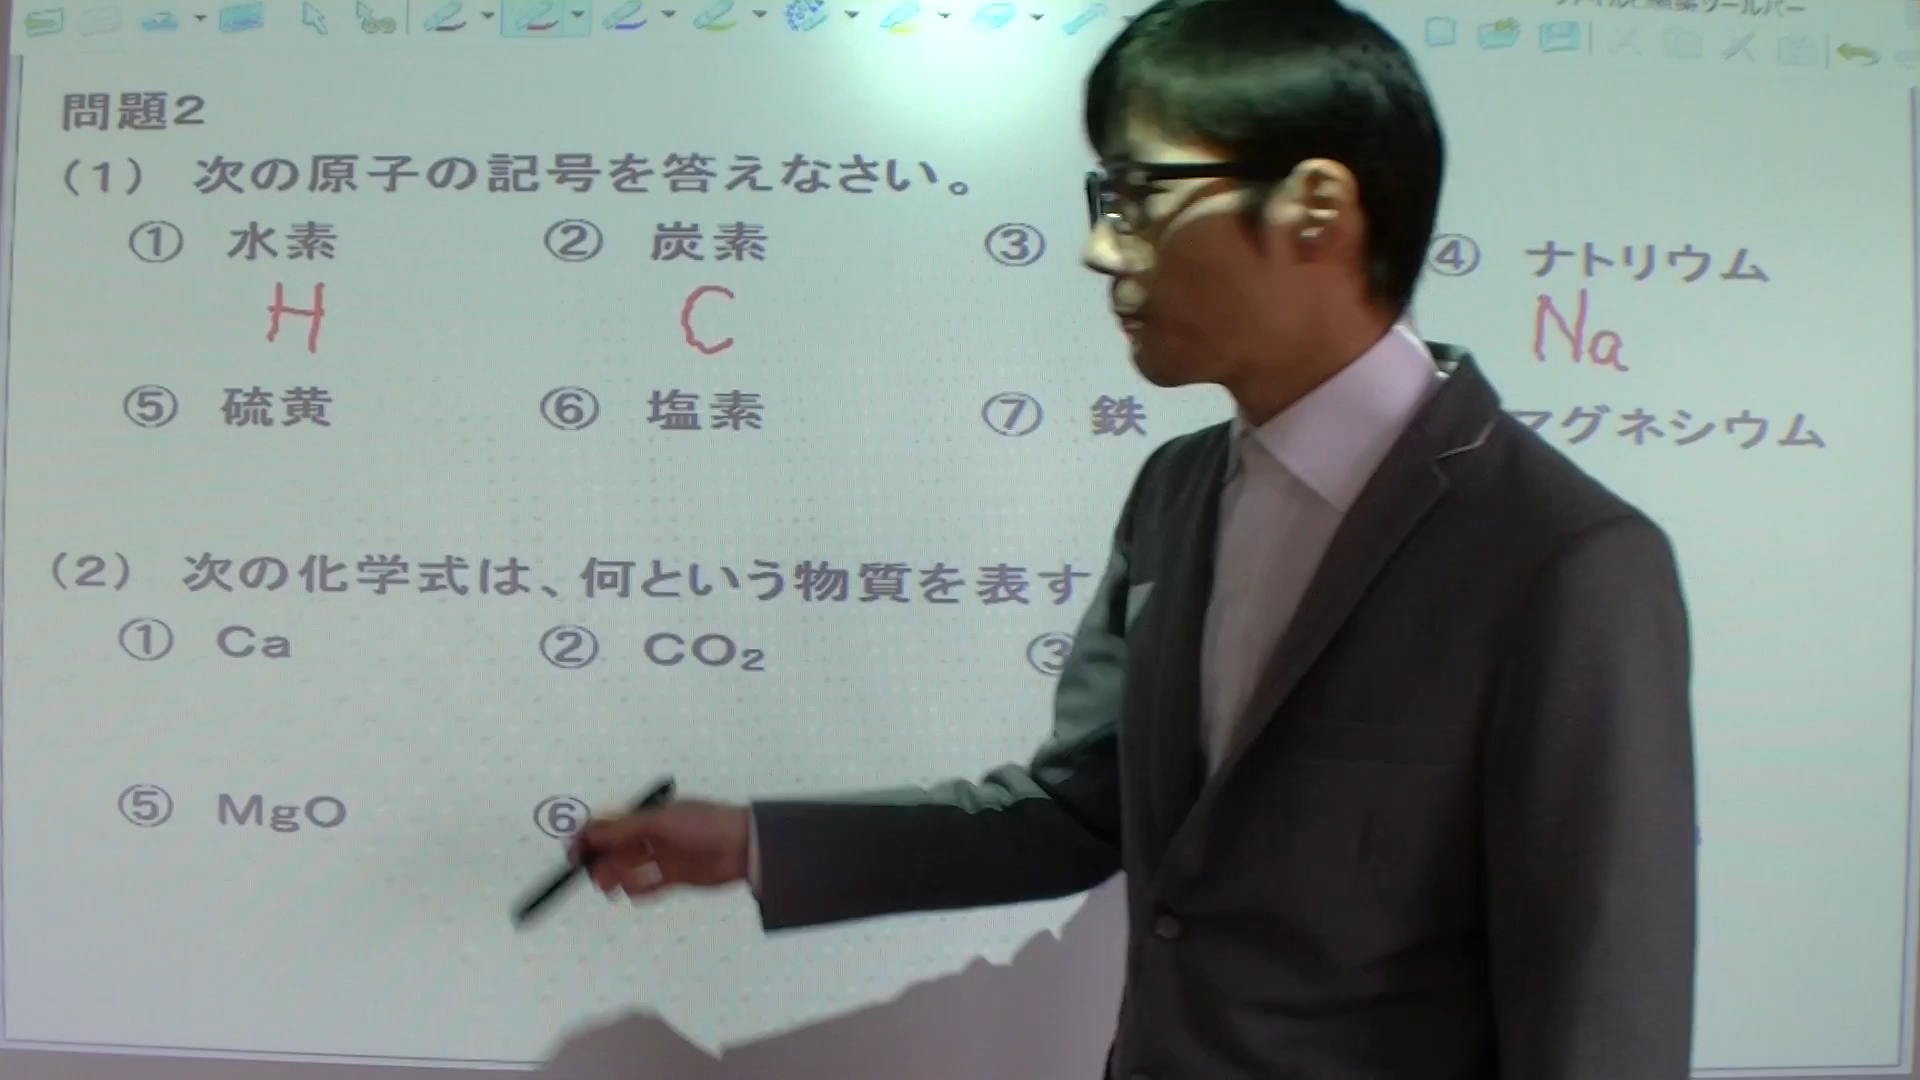 問題2
(1) 次の原子の記号を答えなさい。
① 水素 ② 炭素 ③ ④ ナトリウム
H C Na
⑤ 硫黄 ⑥ 塩素 ⑦ 鉄 マグネシウム
(2) 次の化学式は、何という物質を表す
① Ca ② CO₂ ③
⑤ MgO ⑥